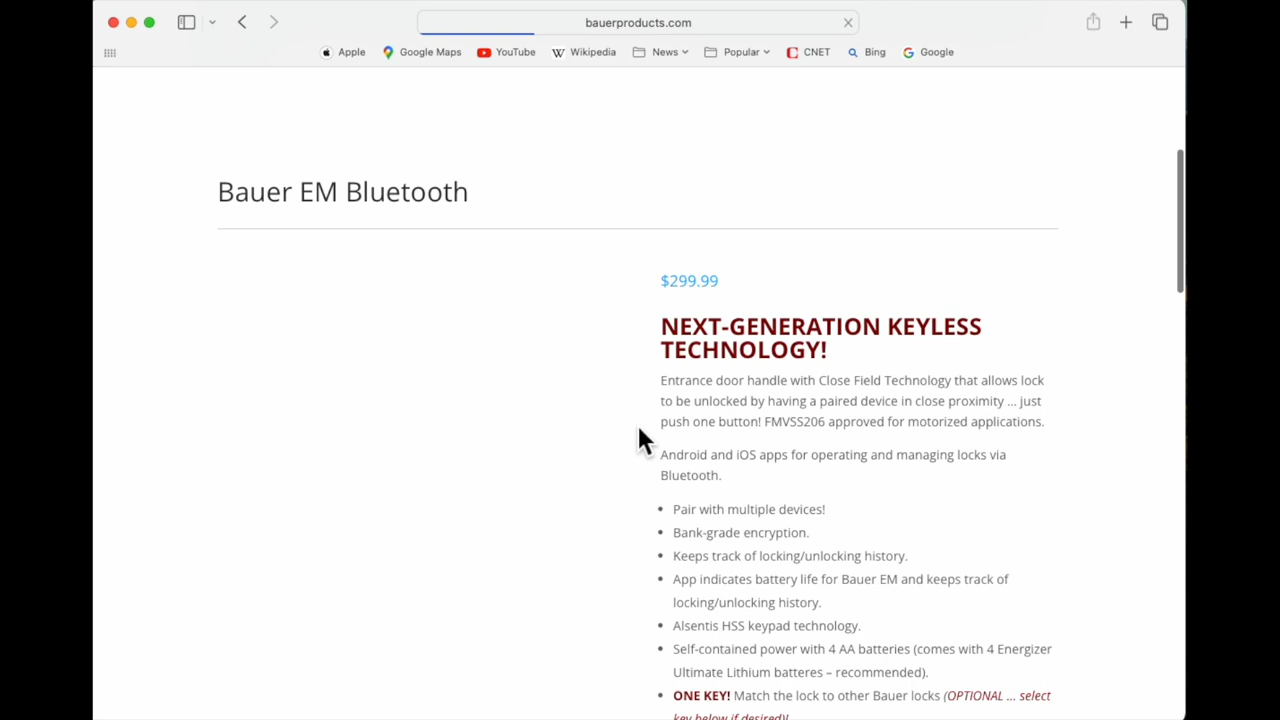 bauerproducts.com
Apple Google Maps YouTube Wikipedia News Popular CNET Bing Google
Bauer EM Bluetooth
$299.99
NEXT-GENERATION KEYLESS
TECHNOLOGY!
Entrance door handle with Close Field Technology that allows lock
to be unlocked by having a paired device in close proximity … just
push one button! FMVSS206 approved for motorized applications.
Android and iOS apps for operating and managing locks via
Bluetooth.
Pair with multiple devices!
Bank-grade encryption.
Keeps track of locking/unlocking history.
App indicates battery life for Bauer EM and keeps track of
locking/unlocking history.
Alsentis HSS keypad technology.
Self-contained power with 4 AA batteries (comes with 4 Energizer
Ultimate Lithium batteres – recommended).
ONE KEY! Match the lock to other Bauer locks (OPTIONAL … select
key below if desired)!